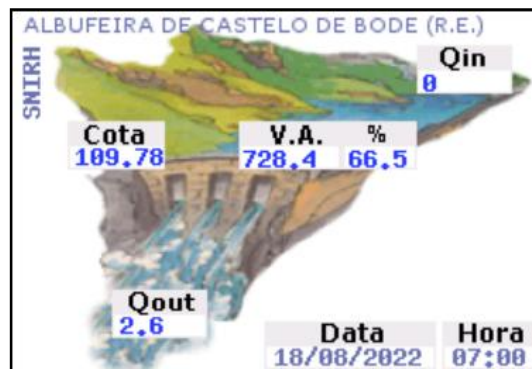 ALBUFEIRA DE CASTELO DE BODE (R.E.)
SNIRH
Qin
0
Cota V.A. %
109.78 728.4 66.5
Qout
2.6
Data Hora
18/08/2022 07:00